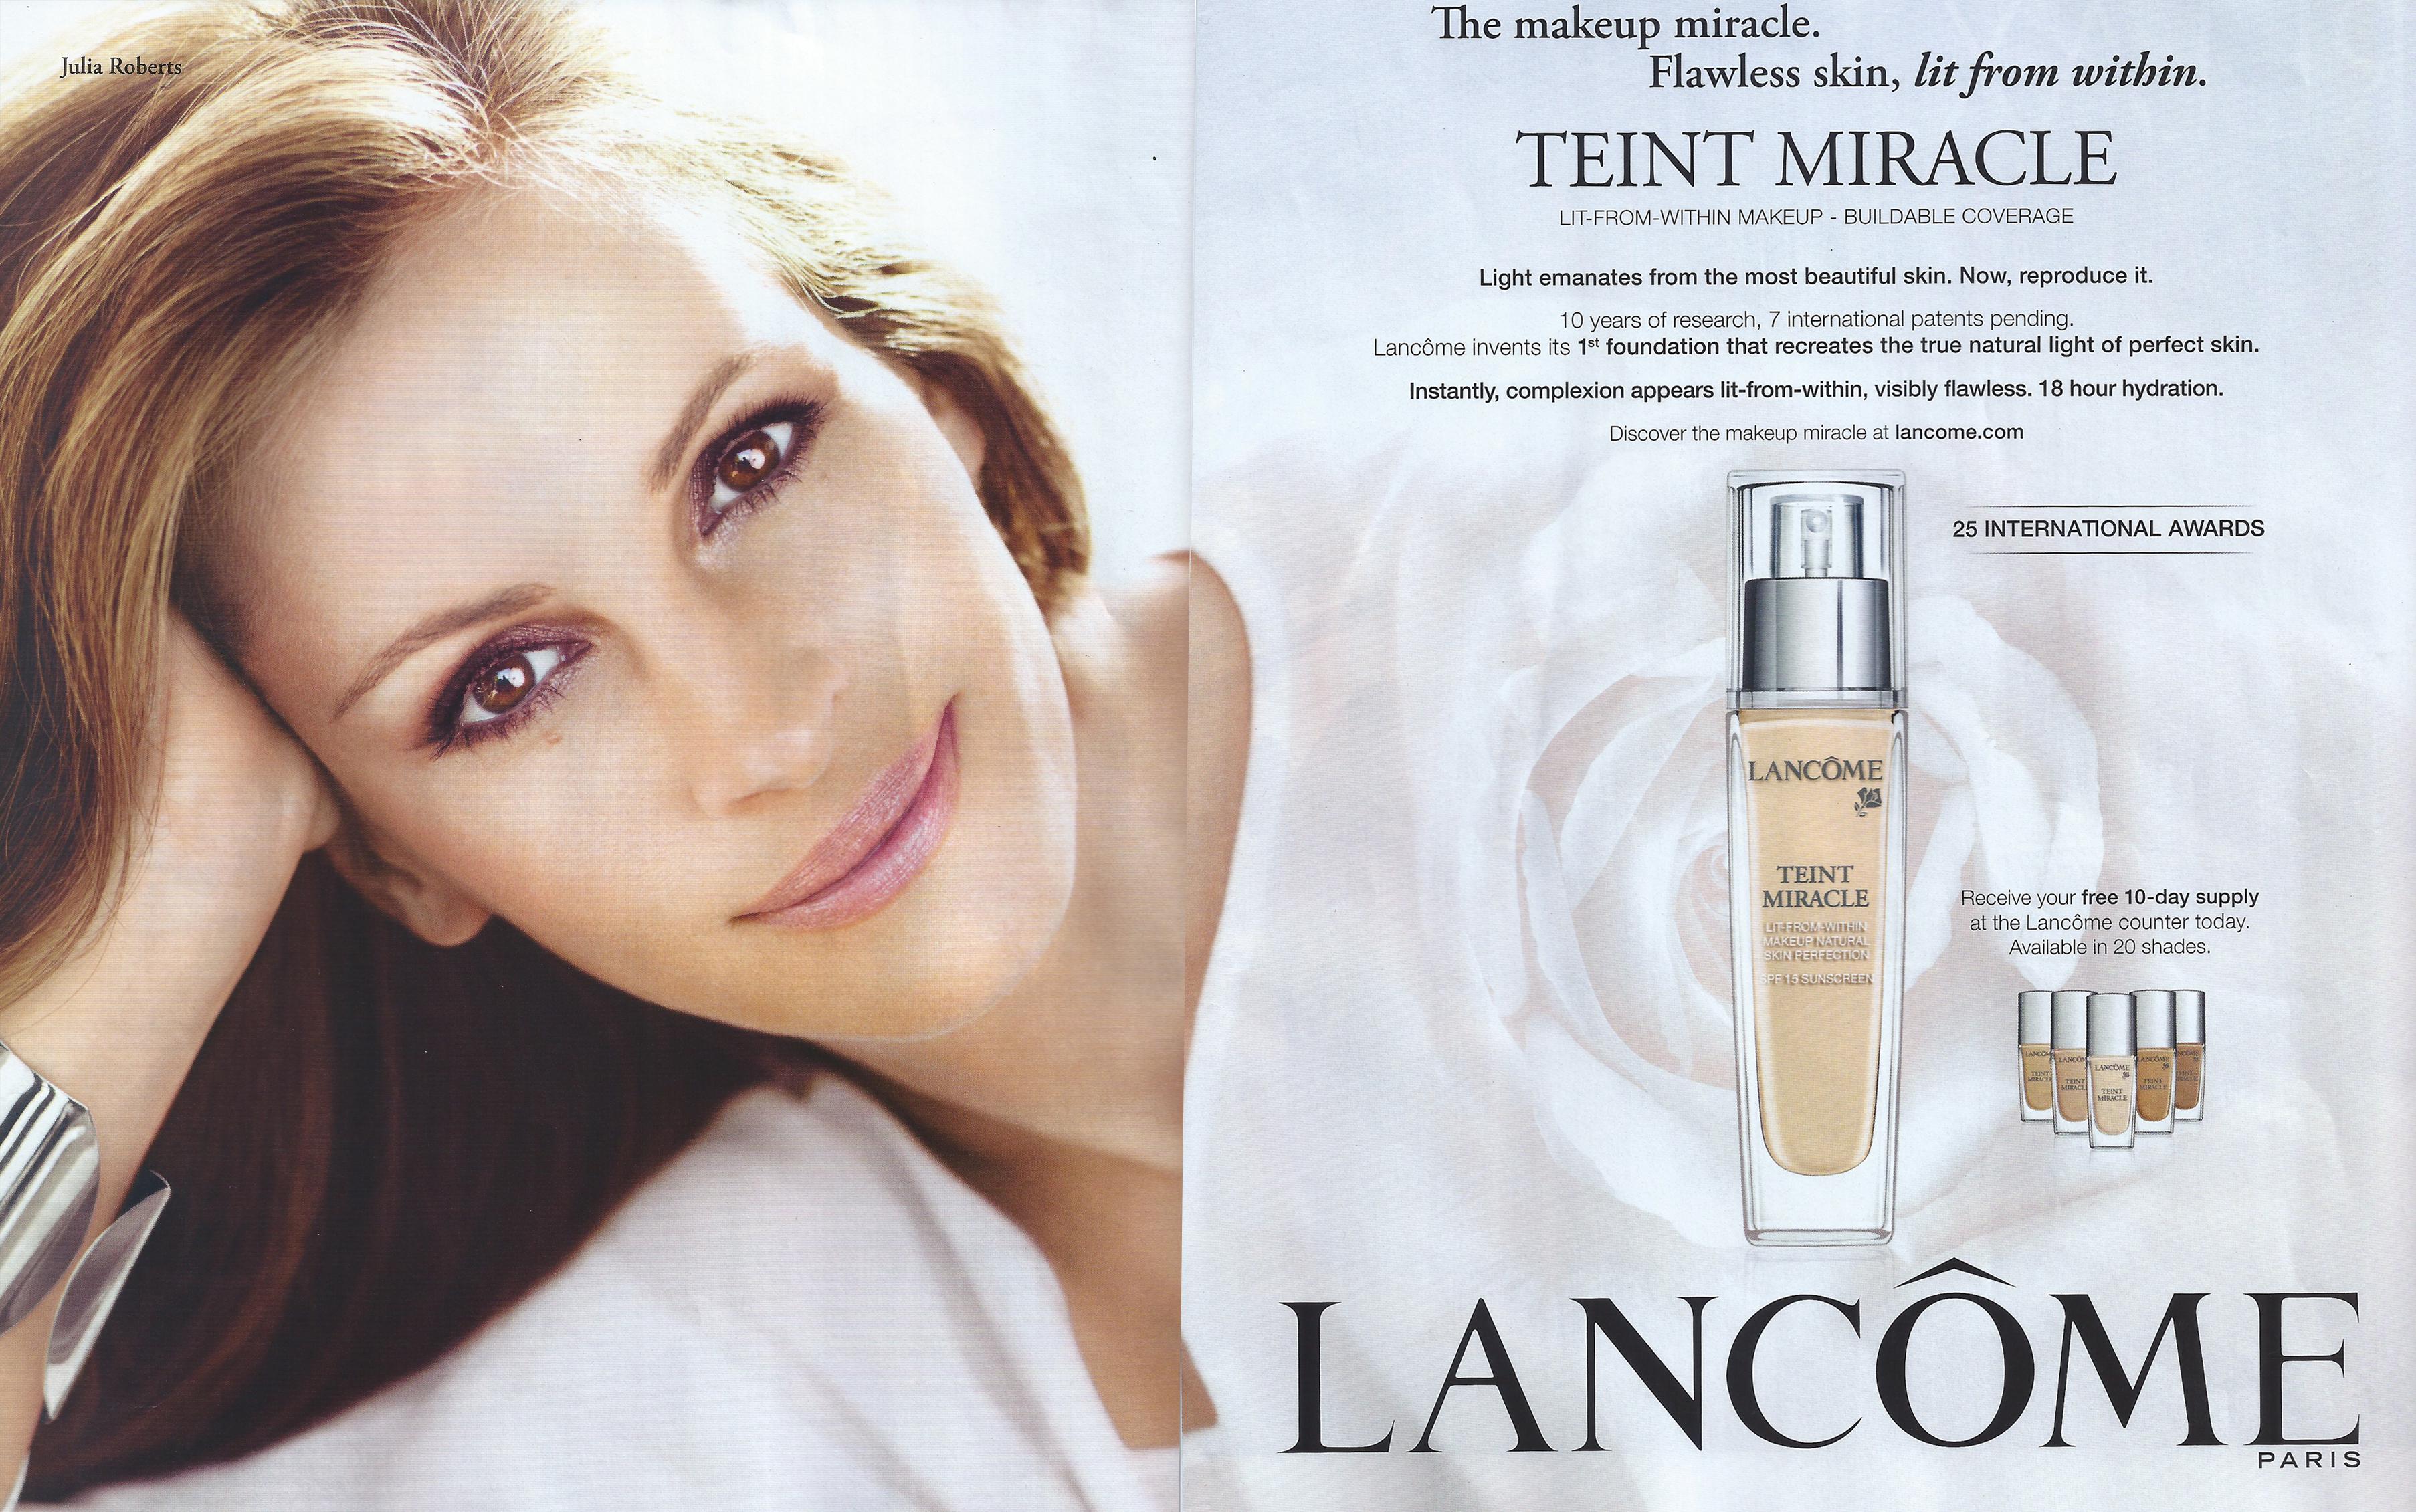 Julia Roberts
The makeup miracle.
Flawless skin, lit from within.
TEINT MIRACLE
LIT-FROM-WITHIN MAKEUP - BUILDABLE COVERAGE
Light emanates from the most beautiful skin. Now, reproduce it.
10 years of research, 7 international patents pending.
Lancôme invents its 1st foundation that recreates the true natural light of perfect skin.
Instantly, complexion appears lit-from-within, visibly flawless. 18 hour hydration.
Discover the makeup miracle at lancome.com
25 INTERNATIONAL AWARDS
LANCÔME
TEINT
MIRACLE
LIT-FROM-WITHIN
MAKEUP NATURAL
SKIN PERFECTION
SPF 15 SUNSCREEN
Receive your free 10-day supply
at the Lancôme counter today.
Available in 20 shades.
LANCÔME
TEINT
MIRACLE
LANCÔME
PARIS